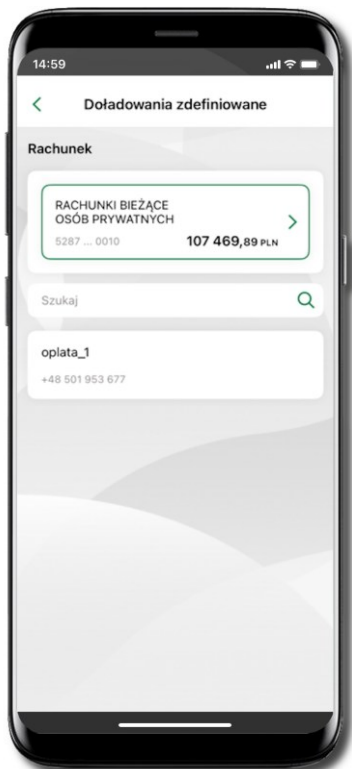 14:59
Doładowania zdefiniowane
Rachunek
RACHUNKI BIEŻĄCE
OSÓB PRYWATNYCH
5287 ... 0010 107 469,89 PLN
Szukaj
oplata_1
+48 501 953 677